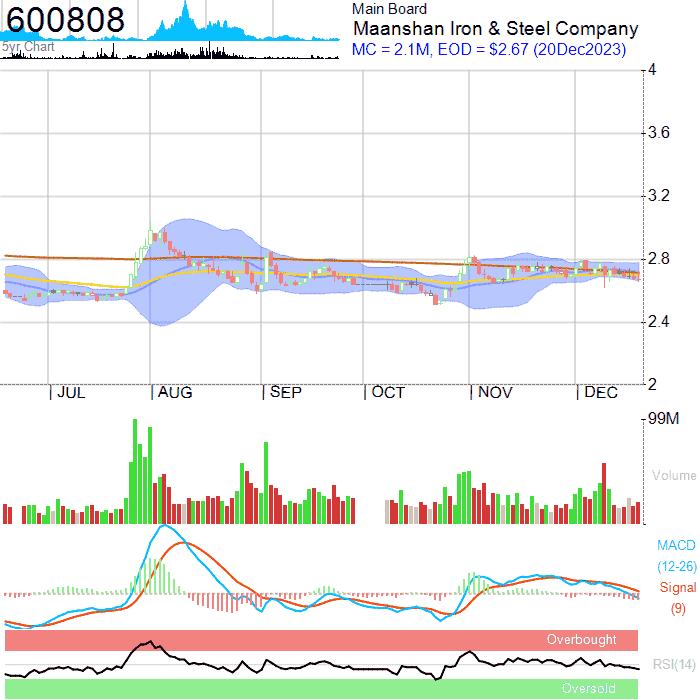 600808
Main Board
Maanshan Iron & Steel Company
MC = 2.1M, EOD = $2.67 (20Dec2023)
5yr Chart
4
3.6
3.2
2.8
2.4
2
JUL AUG SEP OCT NOV DEC
99M
Volume
MACD
(12-26)
Signal
(9)
Overbought
RSI(14)
Oversold